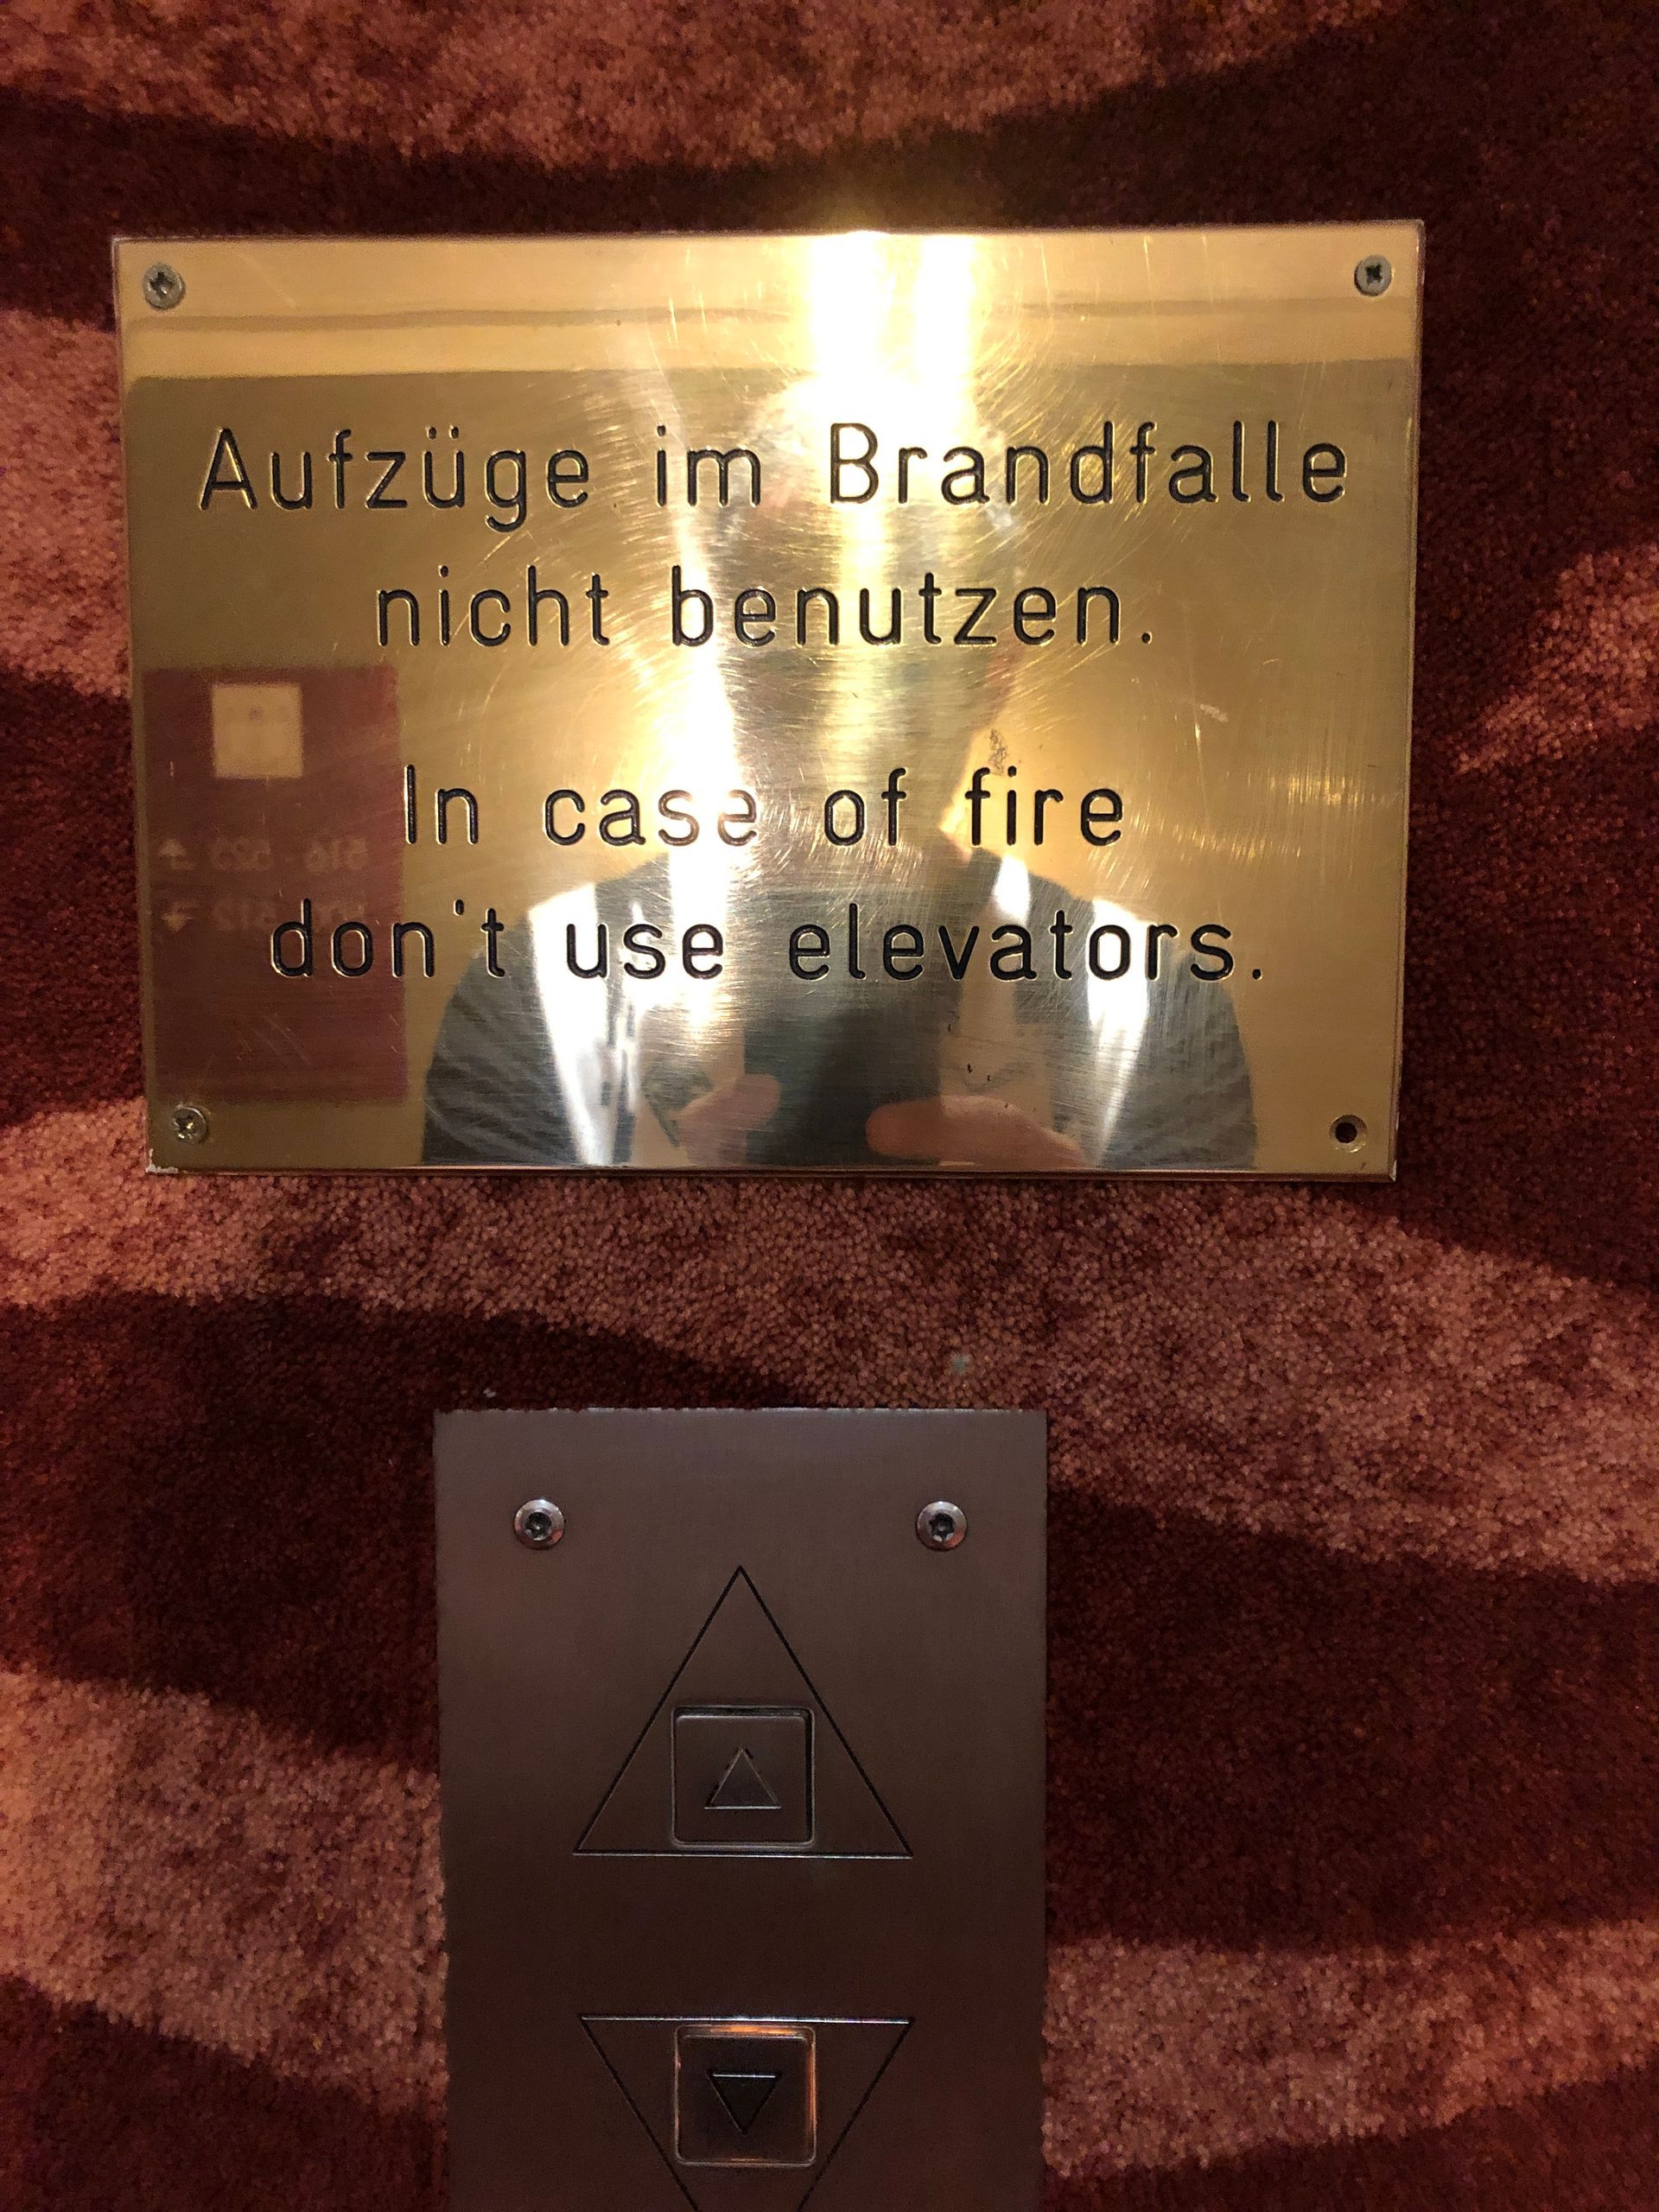 Aufzüge im Brandfalle
nicht benutzen.
In case of fire
don't use elevators.